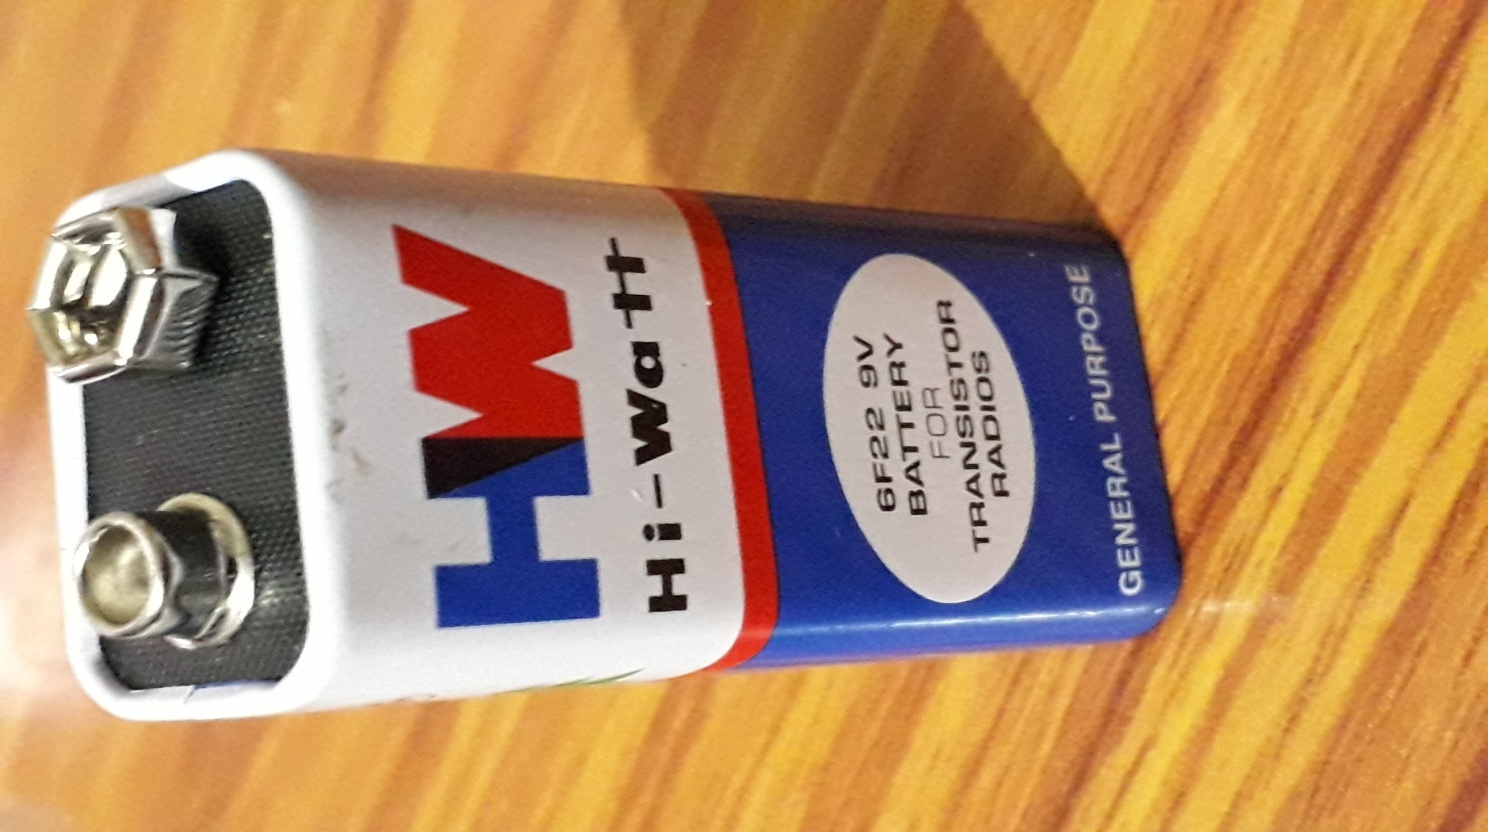 HW
Hi-Watt
6F22 9V
BATTERY
FOR
TRANSISTOR
RADIOS
GENERAL PURPOSE